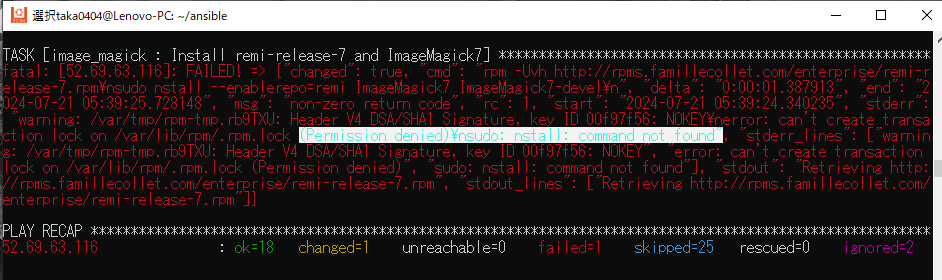 選択taka0404@Lenovo-PC: ~/ansible
TASK [image_magick : Install remi-release-7 and ImageMagick7] ******************************************************
fatal: [52.69.63.116]: FAILED! => {"changed": true, "cmd": "rpm -Uvh http://rpms.famillecollet.com/enterprise/remi-r
elease-7.rpm¥nsudo nstall --enablerepo=remi ImageMagick7 ImageMagick7-devel¥n", "delta": "0:00:01.387913", "end": "2
024-07-21 05:39:25.728148", "msg": "non-zero return code", "rc": 1, "start": "2024-07-21 05:39:24.340235", "stderr":
"warning: /var/tmp/rpm-tmp.rb9TXU: Header V4 DSA/SHA1 Signature, key ID 00f97f56: NOKEY¥nerror: can't create transa
ction lock on /var/lib/rpm/.rpm.lock (Permission denied)¥nsudo: nstall: command not found", "stderr_lines": ["warnin
g: /var/tmp/rpm-tmp.rb9TXU: Header V4 DSA/SHA1 Signature, key ID 00f97f56: NOKEY", "error: can't create transaction
lock on /var/lib/rpm/.rpm.lock (Permission denied)", "sudo: nstall: command not found"], "stdout": "Retrieving http:
//rpms.famillecollet.com/enterprise/remi-release-7.rpm", "stdout_lines": ["Retrieving http://rpms.famillecollet.com/
enterprise/remi-release-7.rpm"]}
PLAY RECAP *********************************************************************************************************
52.69.63.116 : ok=18 changed=1 unreachable=0 failed=1 skipped=25 rescued=0 ignored=2